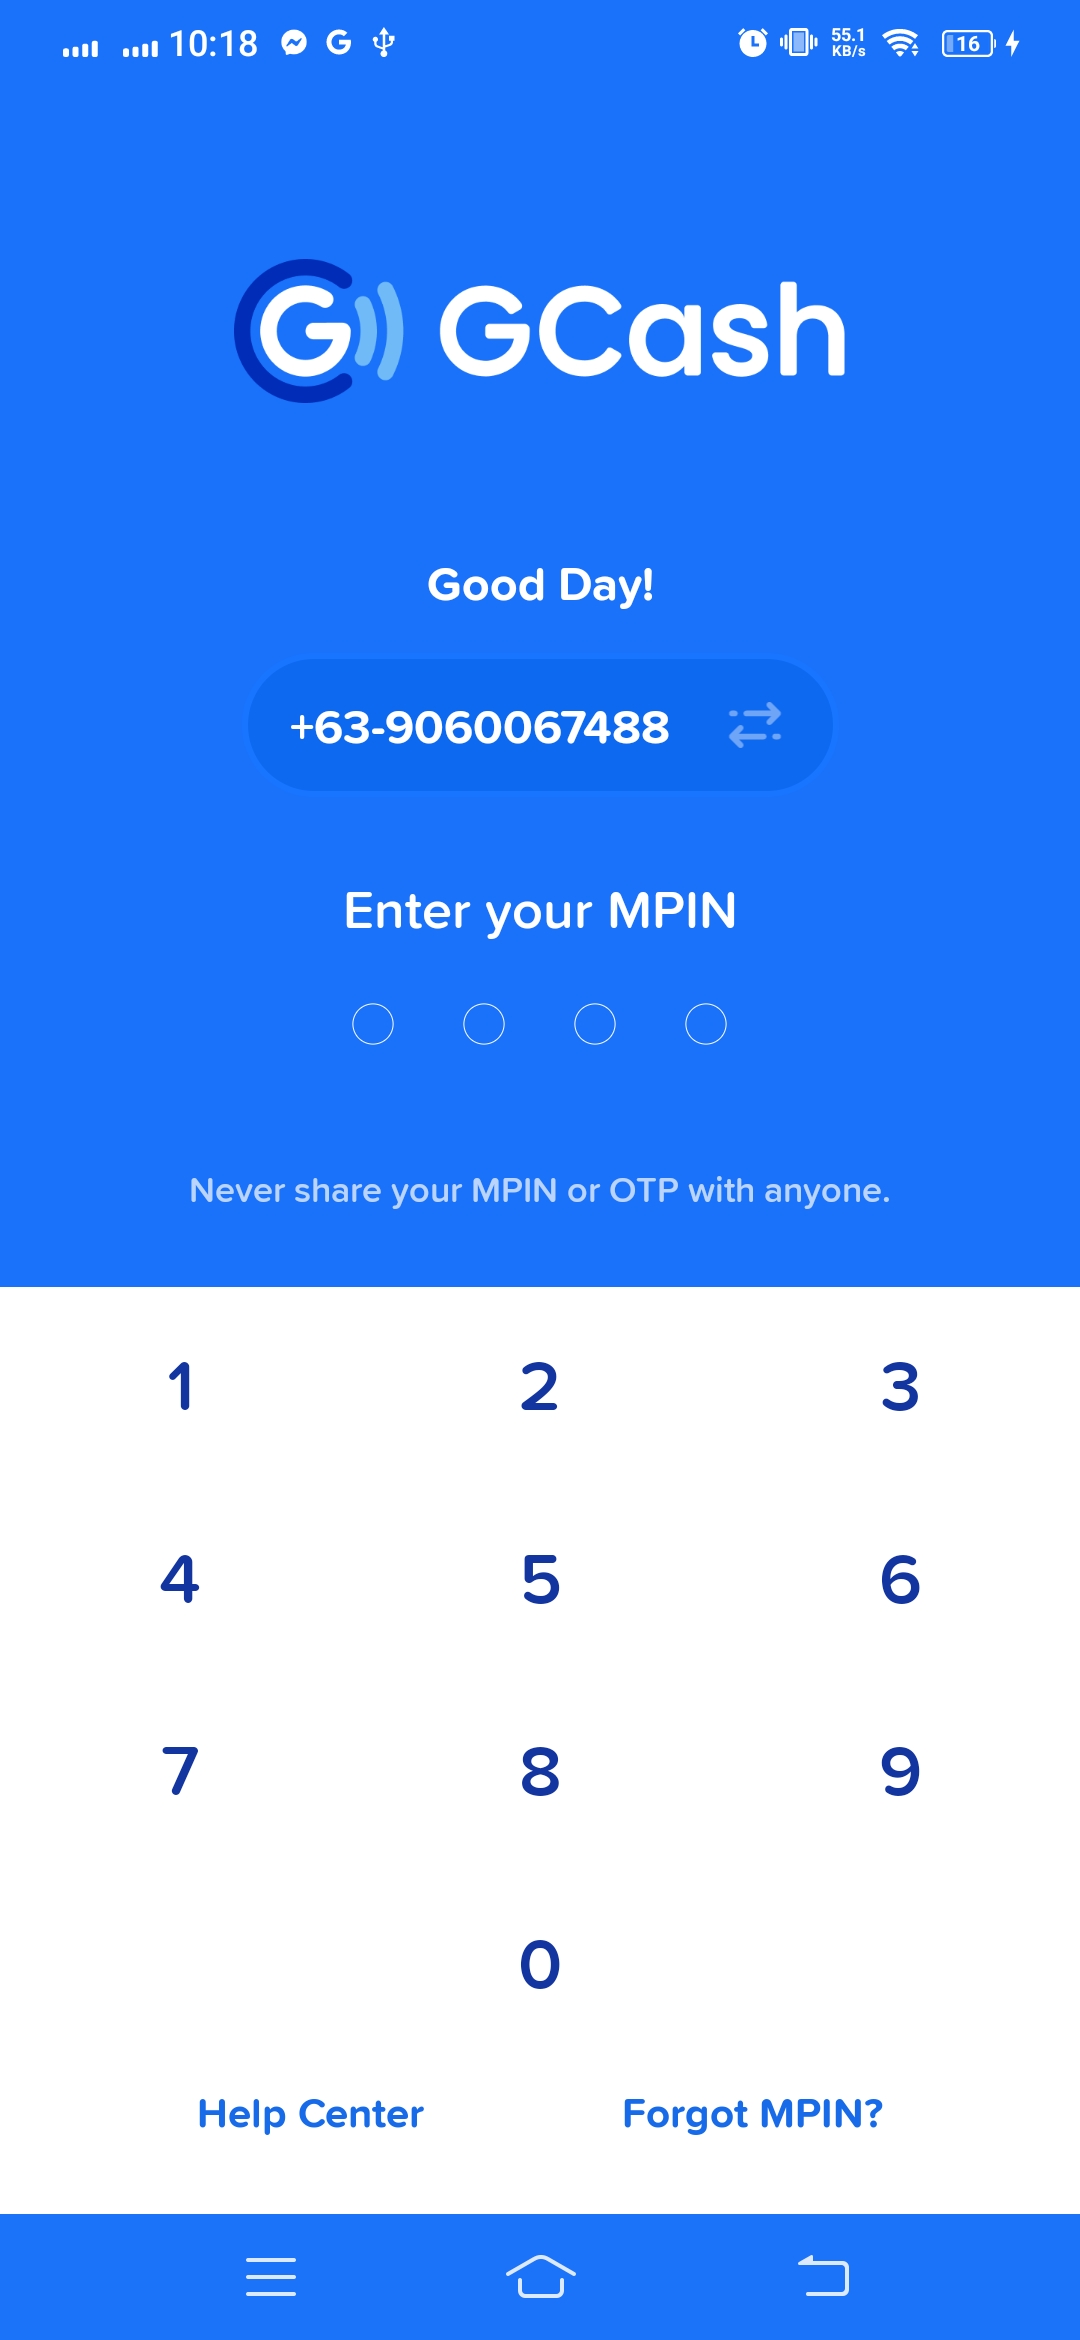 10:18 55.1 KB/s 16
GCash
Good Day!
+63-9060067488
Enter your MPIN
Never share your MPIN or OTP with anyone.
1 2 3
4 5 6
7 8 9
0
Help Center Forgot MPIN?